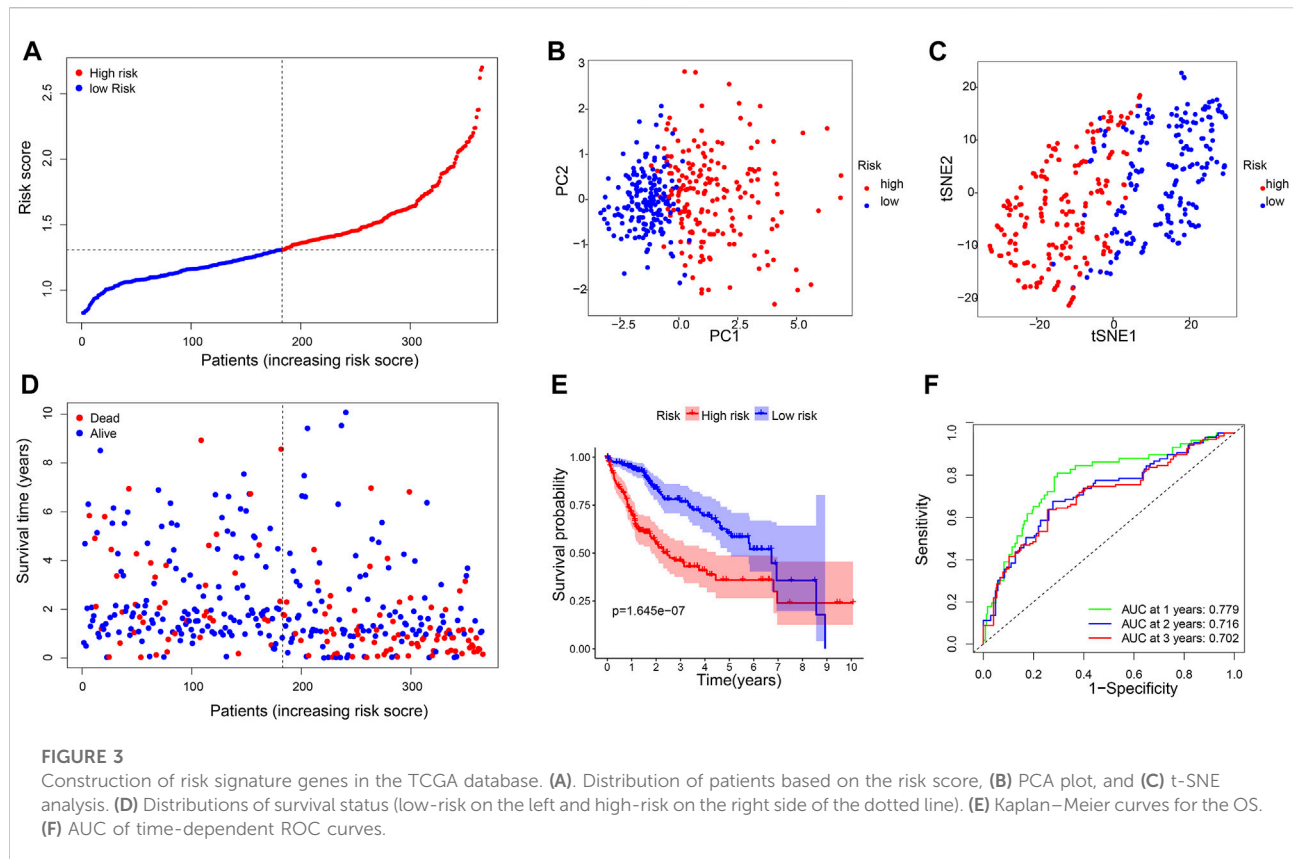 A
High risk
low Risk
2.5
2.0
1.5
1.0
Risk score
0
100
200
300
Patients (increasing risk socre)
B
3
2
1
0
−1
−2
PC2
−2.5
0.0
2.5
5.0
PC1
Risk
high
low
C
20
10
0
−10
−20
tSNE2
−20
0
20
tSNE1
Risk
high
low
D
Dead
Alive
10
8
6
4
2
0
Survival time (years)
0
100
200
300
Patients (increasing risk socre)
E
Risk High risk Low risk
1.00
0.75
0.50
0.25
0.00
Survival probability
p=1.645e−07
0 1 2 3 4 5 6 7 8 9 10
Time(years)
F
1.0
0.8
0.6
0.4
0.2
0.0
Sensitivity
AUC at 1 years: 0.779
AUC at 2 years: 0.716
AUC at 3 years: 0.702
0.0 0.2 0.4 0.6 0.8 1.0
1−Specificity
FIGURE 3
Construction of risk signature genes in the TCGA database. (A). Distribution of patients based on the risk score, (B) PCA plot, and (C) t-SNE
analysis. (D) Distributions of survival status (low-risk on the left and high-risk on the right side of the dotted line). (E) Kaplan–Meier curves for the OS.
(F) AUC of time-dependent ROC curves.